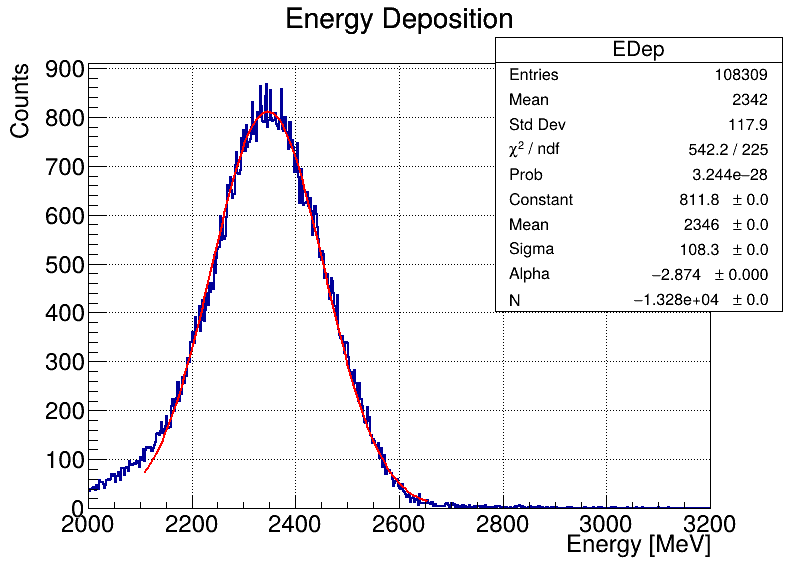 Energy Deposition
EDep
Entries 108309
Mean 2342
Std Dev 117.9
χ² / ndf 542.2 / 225
Prob 3.244e−28
Constant 811.8 ± 0.0
Mean 2346 ± 0.0
Sigma 108.3 ± 0.0
Alpha −2.874 ± 0.000
N −1.328e+04 ± 0.0
Counts
900
800
700
600
500
400
300
200
100
0
2000 2200 2400 2600 2800 3000 3200
Energy [MeV]